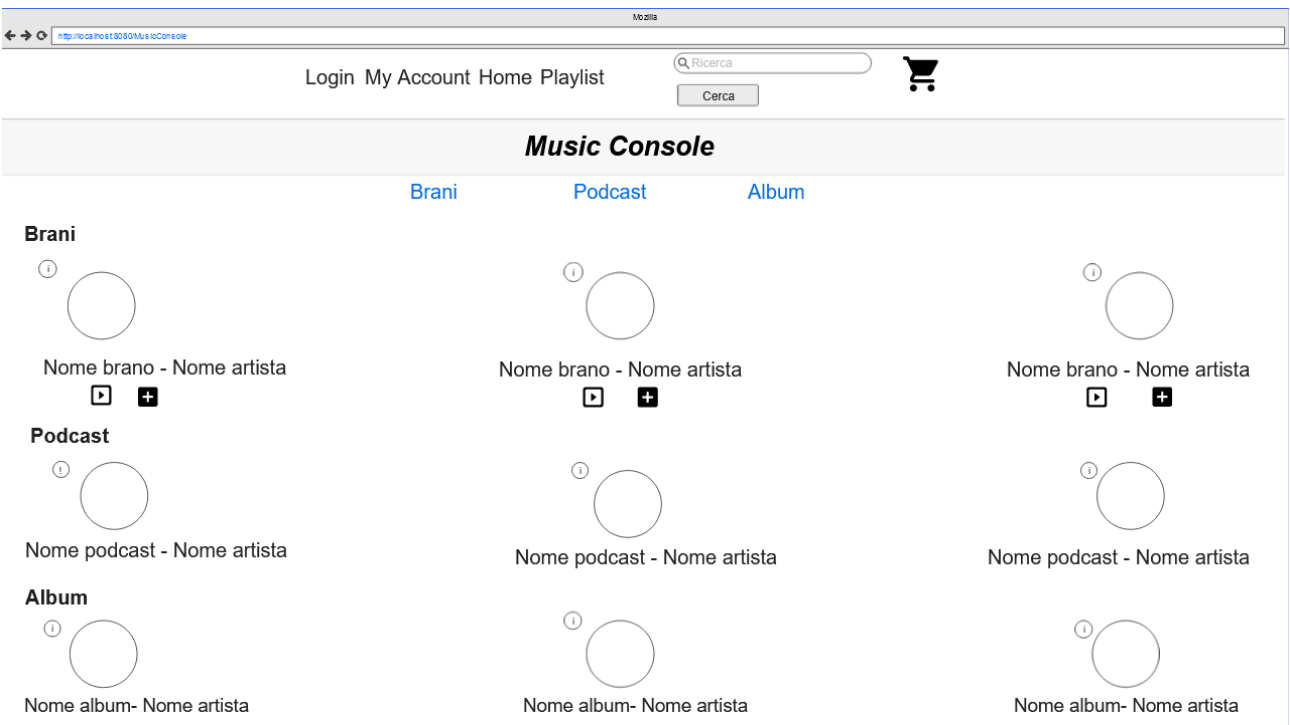 Mozilla
http://localhost:8080/MusicConsole
Login My Account Home Playlist
Ricerca
Cerca
Music Console
Brani Podcast Album
Brani
i i i
Nome brano - Nome artista Nome brano - Nome artista Nome brano - Nome artista
Podcast
! i i
Nome podcast - Nome artista Nome podcast - Nome artista Nome podcast - Nome artista
Album
i i i
Nome album- Nome artista Nome album- Nome artista Nome album- Nome artista